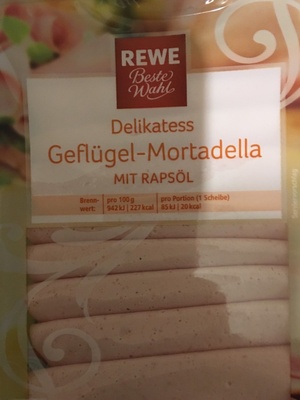 REWE
Beste
Wahl
Delikatess
Geflügel-Mortadella
MIT RAPSÖL
Brenn- pro 100 g pro Portion (1 Scheibe)
wert: 942 kJ | 227 kcal 85 kJ | 20 kcal